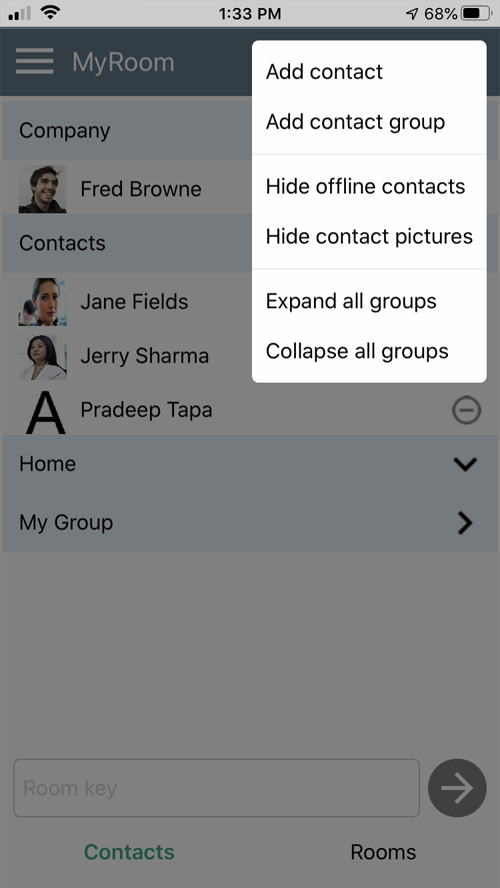 1:33 PM
68%
MyRoom
Add contact
Add contact group
Hide offline contacts
Hide contact pictures
Expand all groups
Collapse all groups
Company
Fred Browne
Contacts
Jane Fields
Jerry Sharma
A
Pradeep Tapa
Home
My Group
Room key
Contacts
Rooms